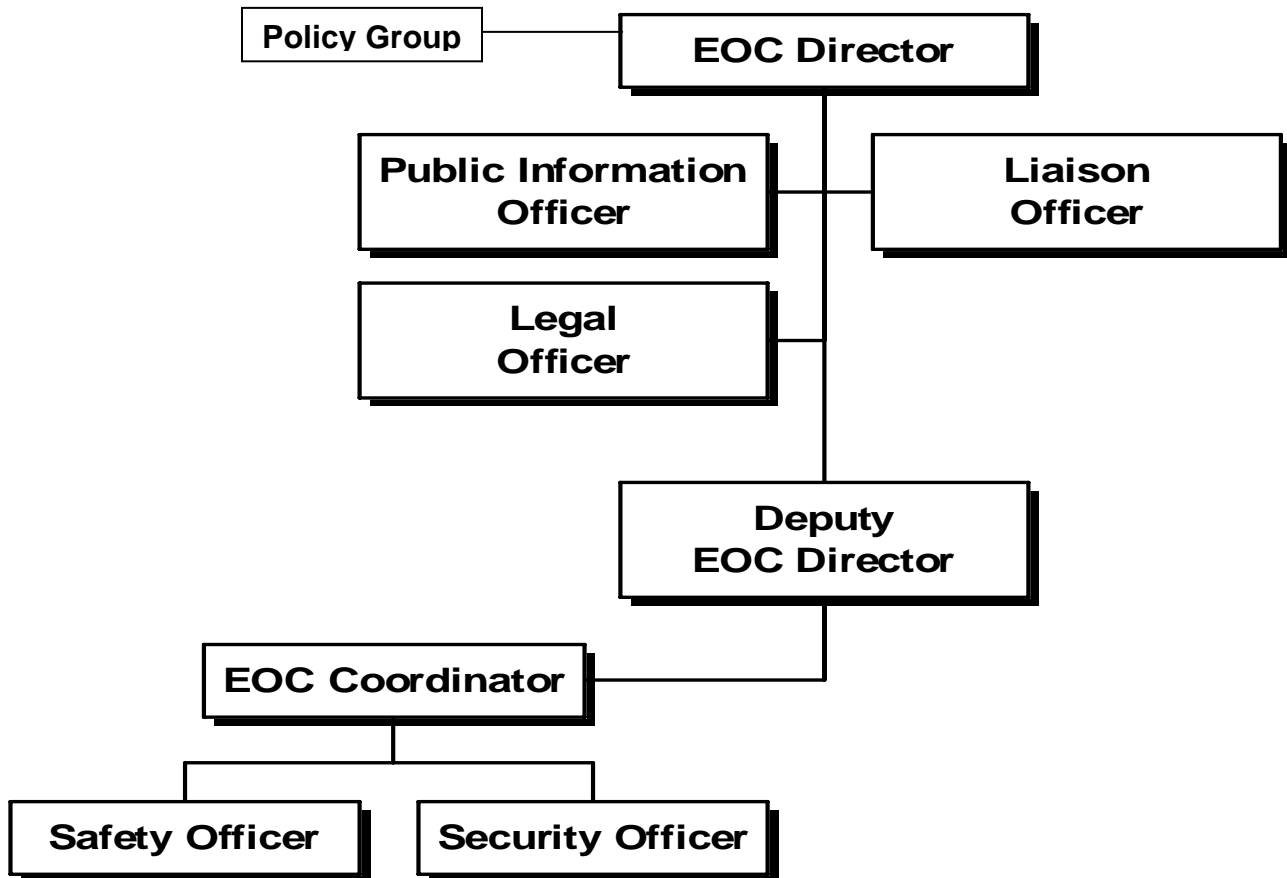 Policy Group
EOC Director
Public Information
Officer
Liaison
Officer
Legal
Officer
Deputy
EOC Director
EOC Coordinator
Safety Officer
Security Officer